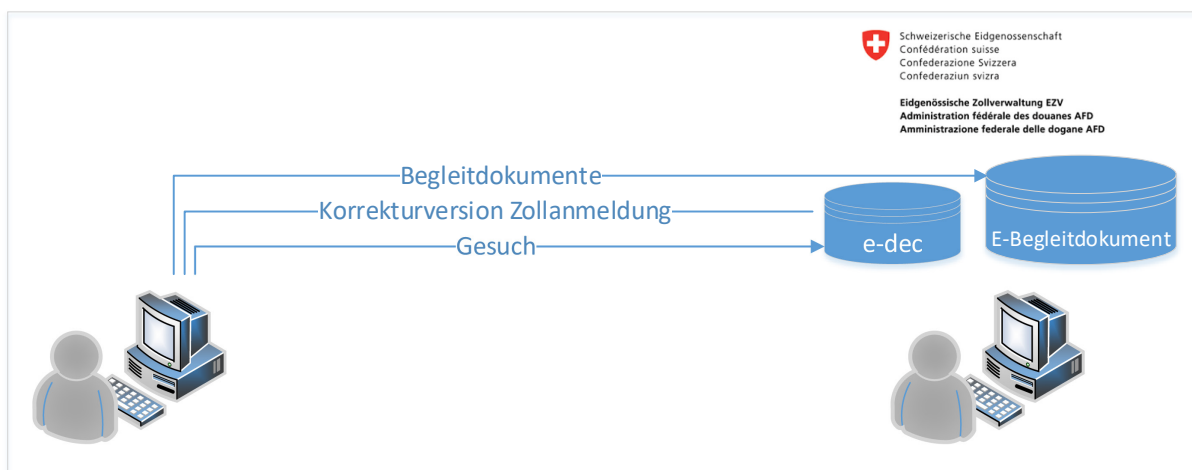 Schweizerische Eidgenossenschaft
Confédération suisse
Confederazione Svizzera
Confederaziun svizra
Eidgenössische Zollverwaltung EZV
Administration fédérale des douanes AFD
Amministrazione federale delle dogane AFD
Begleitdokumente
Korrekturversion Zollanmeldung
Gesuch
e-dec
E-Begleitdokument